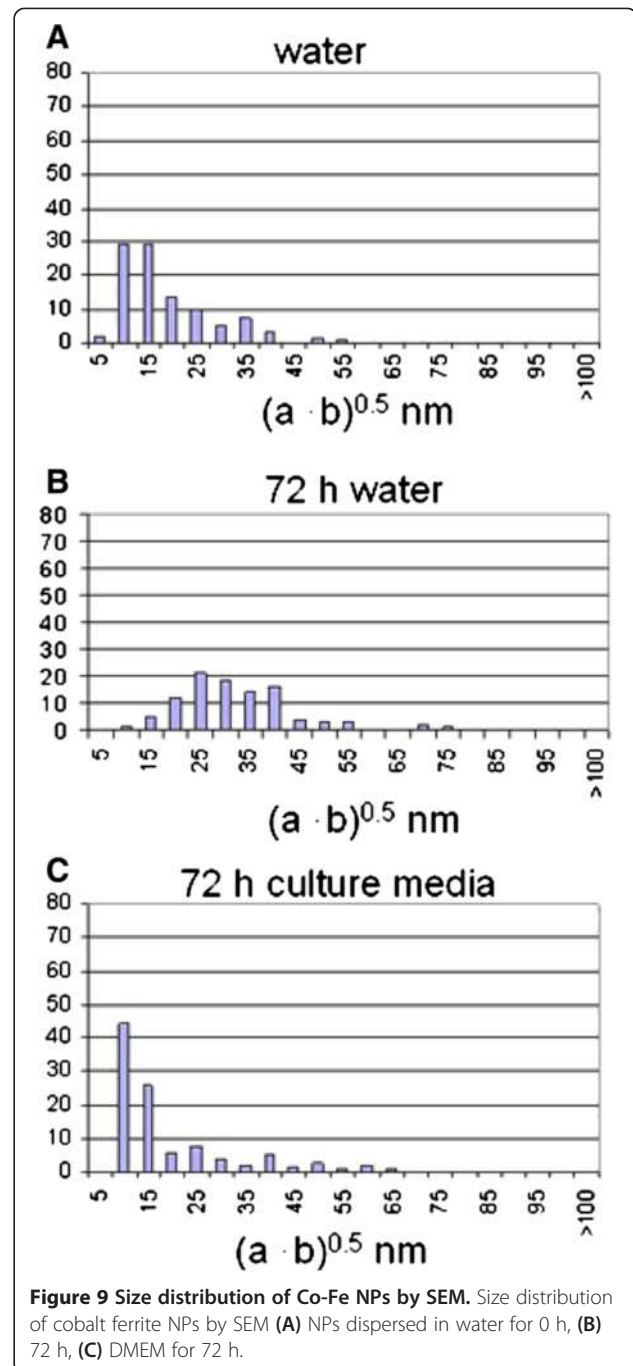 A
water
80
70
60
50
40
30
20
10
0
5 15 25 35 45 55 65 75 85 95 >100
(a · b)0.5 nm
B
72 h water
80
70
60
50
40
30
20
10
0
5 15 25 35 45 55 65 75 85 95 >100
(a · b)0.5 nm
C
72 h culture media
80
70
60
50
40
30
20
10
0
5 15 25 35 45 55 65 75 85 95 >100
(a · b)0.5 nm
Figure 9 Size distribution of Co-Fe NPs by SEM. Size distribution
of cobalt ferrite NPs by SEM (A) NPs dispersed in water for 0 h, (B)
72 h, (C) DMEM for 72 h.